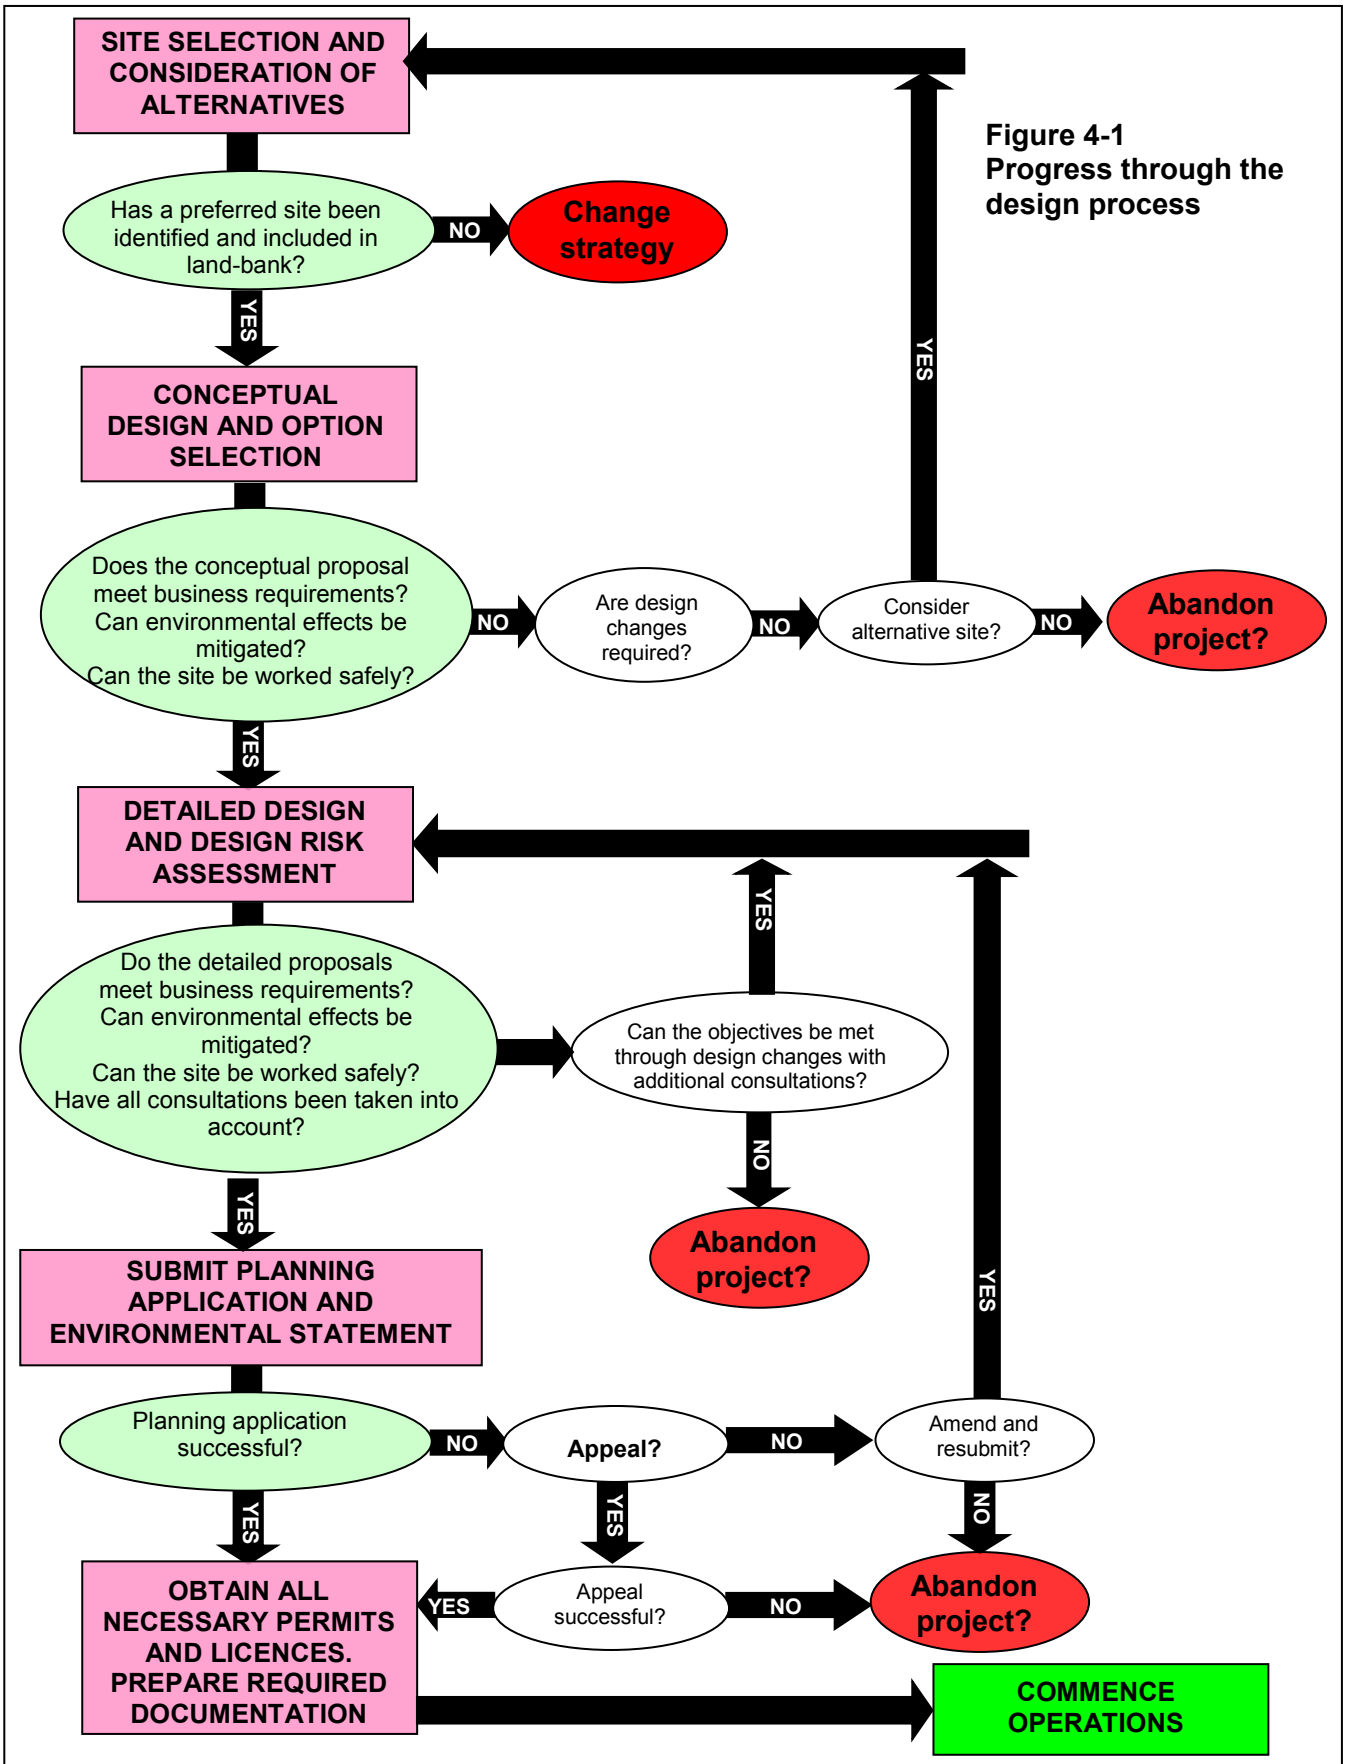 SITE SELECTION AND
CONSIDERATION OF
ALTERNATIVES
Figure 4-1
Progress through the
design process
Has a preferred site been
identified and included in
land-bank?
NO
Change
strategy
YES
YES
CONCEPTUAL
DESIGN AND OPTION
SELECTION
Does the conceptual proposal
meet business requirements?
Can environmental effects be
mitigated?
Can the site be worked safely?
NO
Are design
changes
required?
NO
Consider
alternative site?
NO
Abandon
project?
YES
DETAILED DESIGN
AND DESIGN RISK
ASSESSMENT
YES
Do the detailed proposals
meet business requirements?
Can environmental effects be
mitigated?
Can the site be worked safely?
Have all consultations been taken into
account?
Can the objectives be met
through design changes with
additional consultations?
NO
YES
Abandon
project?
YES
SUBMIT PLANNING
APPLICATION AND
ENVIRONMENTAL STATEMENT
Planning application
successful?
NO
Appeal?
NO
Amend and
resubmit?
YES
YES
NO
OBTAIN ALL
NECESSARY PERMITS
AND LICENCES.
PREPARE REQUIRED
DOCUMENTATION
YES
Appeal
successful?
NO
Abandon
project?
COMMENCE
OPERATIONS